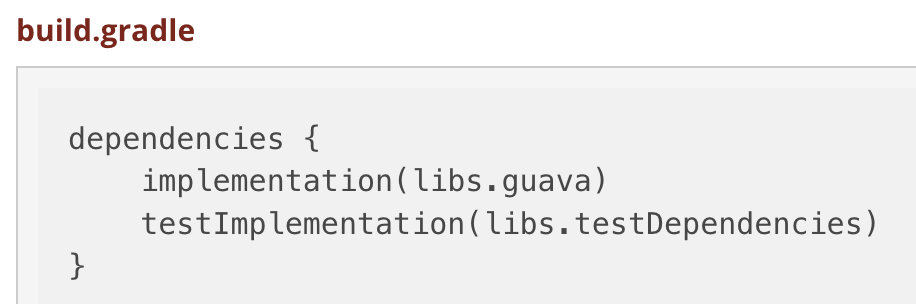 build.gradle
dependencies {
    implementation(libs.guava)
    testImplementation(libs.testDependencies)
}